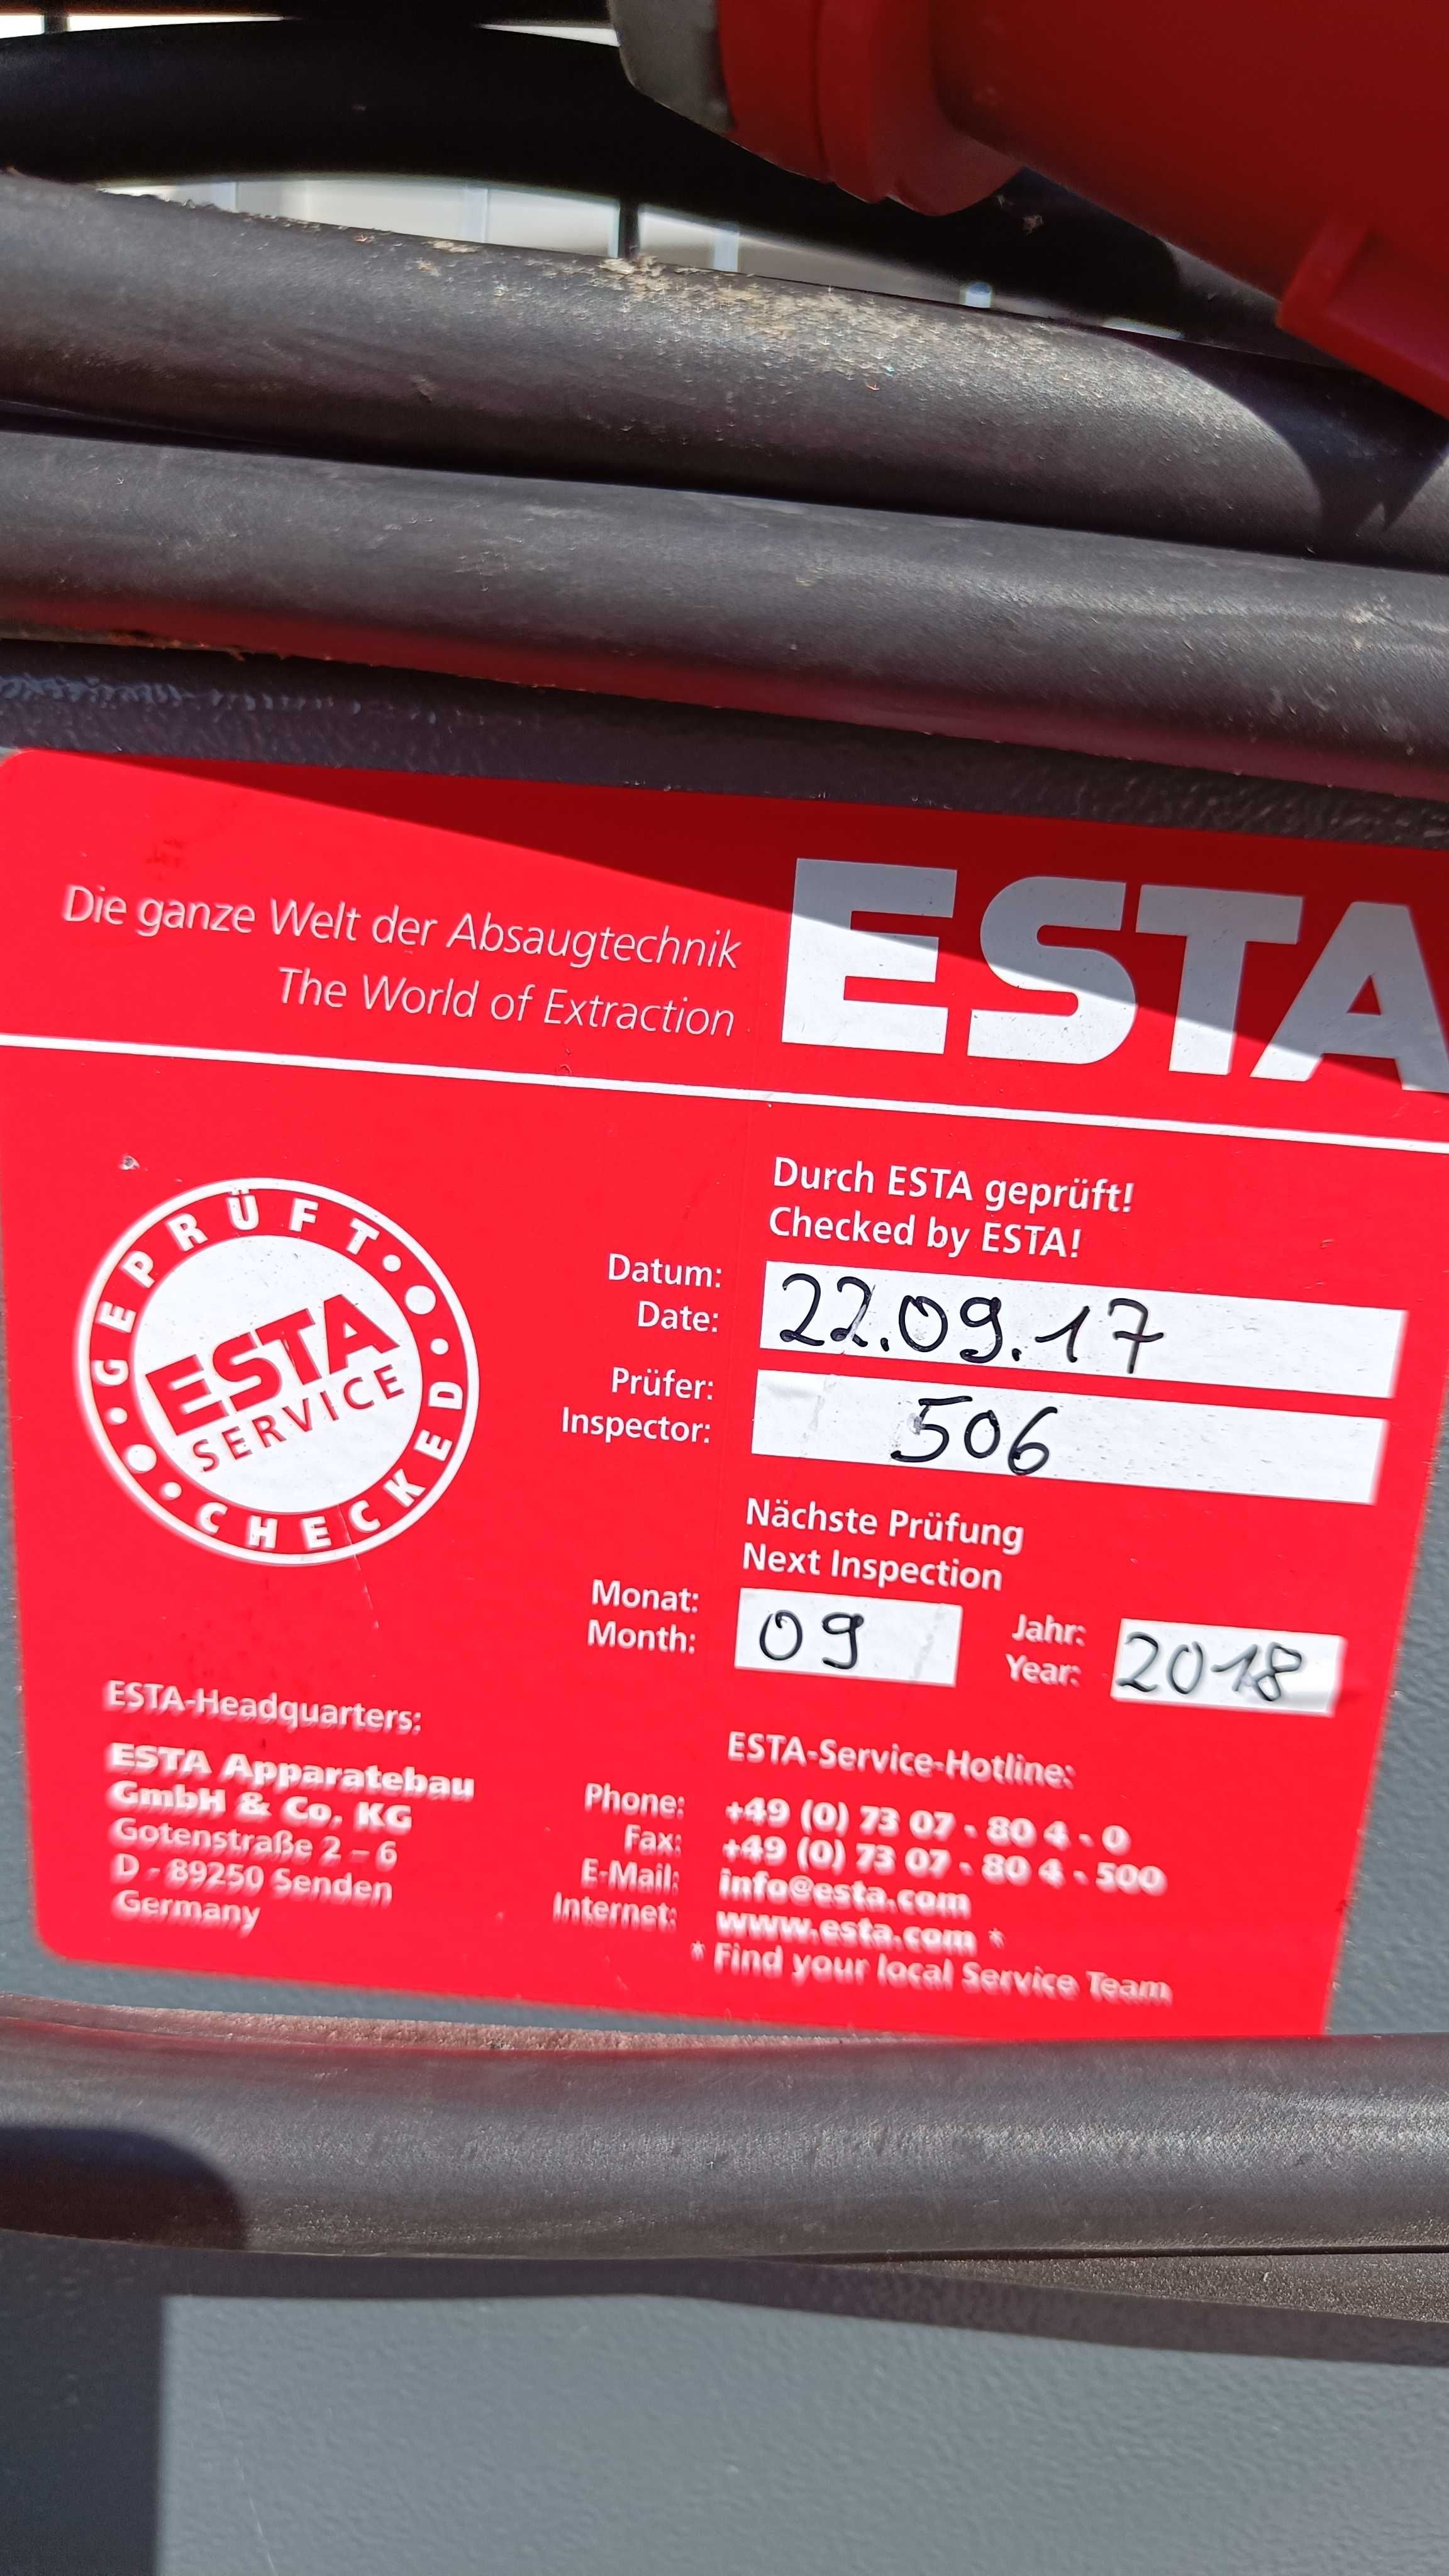 Die ganze Welt der Absaugtechnik
The World of Extraction
ESTA
Durch ESTA geprüft!
Checked by ESTA!
Datum:
Date:
22.09.17
Prüfer:
Inspector:
506
GEPRÜFT
ESTA
SERVICE
CHECKED
Nächste Prüfung
Next Inspection
Monat:
Month:
09
Jahr:
Year:
2018
ESTA-Headquarters:
ESTA Apparatebau
GmbH & Co. KG
Gotenstraße 2 – 6
D - 89250 Senden
Germany
ESTA-Service-Hotline:
Phone: +49 (0) 73 07 - 80 4 - 0
Fax: +49 (0) 73 07 - 80 4 - 500
E-Mail: info@esta.com
Internet: www.esta.com *
* Find your local Service Team